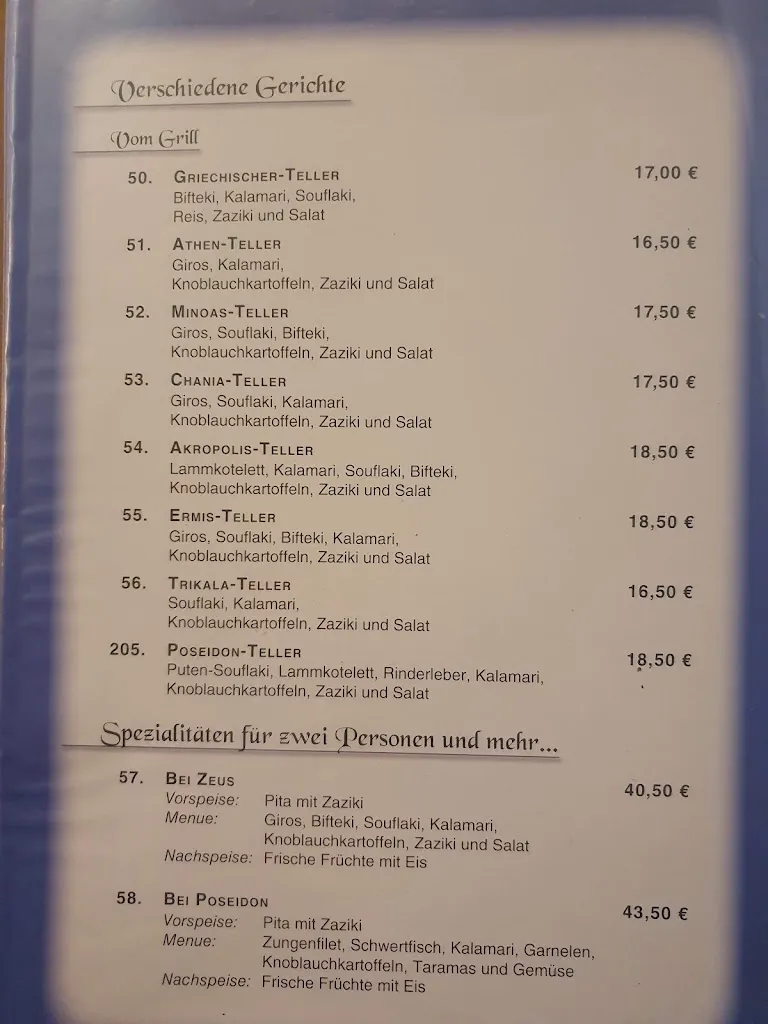 Verschiedene Gerichte
Vom Grill
50. Griechischer-Teller 17,00 €
Bifteki, Kalamari, Souflaki,
Reis, Zaziki und Salat
51. Athen-Teller 16,50 €
Giros, Kalamari,
Knoblauchkartoffeln, Zaziki und Salat
52. Minoas-Teller 17,50 €
Giros, Souflaki, Bifteki,
Knoblauchkartoffeln, Zaziki und Salat
53. Chania-Teller 17,50 €
Giros, Souflaki, Kalamari,
Knoblauchkartoffeln, Zaziki und Salat
54. Akropolis-Teller 18,50 €
Lammkotelett, Kalamari, Souflaki, Bifteki,
Knoblauchkartoffeln, Zaziki und Salat
55. Ermis-Teller 18,50 €
Giros, Souflaki, Bifteki, Kalamari,
Knoblauchkartoffeln, Zaziki und Salat
56. Trikala-Teller 16,50 €
Souflaki, Kalamari,
Knoblauchkartoffeln, Zaziki und Salat
205. Poseidon-Teller 18,50 €
Puten-Souflaki, Lammkotelett, Rinderleber, Kalamari,
Knoblauchkartoffeln, Zaziki und Salat
Spezialitäten für zwei Personen und mehr...
57. Bei Zeus 40,50 €
Vorspeise: Pita mit Zaziki
Menue: Giros, Bifteki, Souflaki, Kalamari,
Knoblauchkartoffeln, Zaziki und Salat
Nachspeise: Frische Früchte mit Eis
58. Bei Poseidon 43,50 €
Vorspeise: Pita mit Zaziki
Menue: Zungenfilet, Schwertfisch, Kalamari, Garnelen,
Knoblauchkartoffeln, Taramas und Gemüse
Nachspeise: Frische Früchte mit Eis